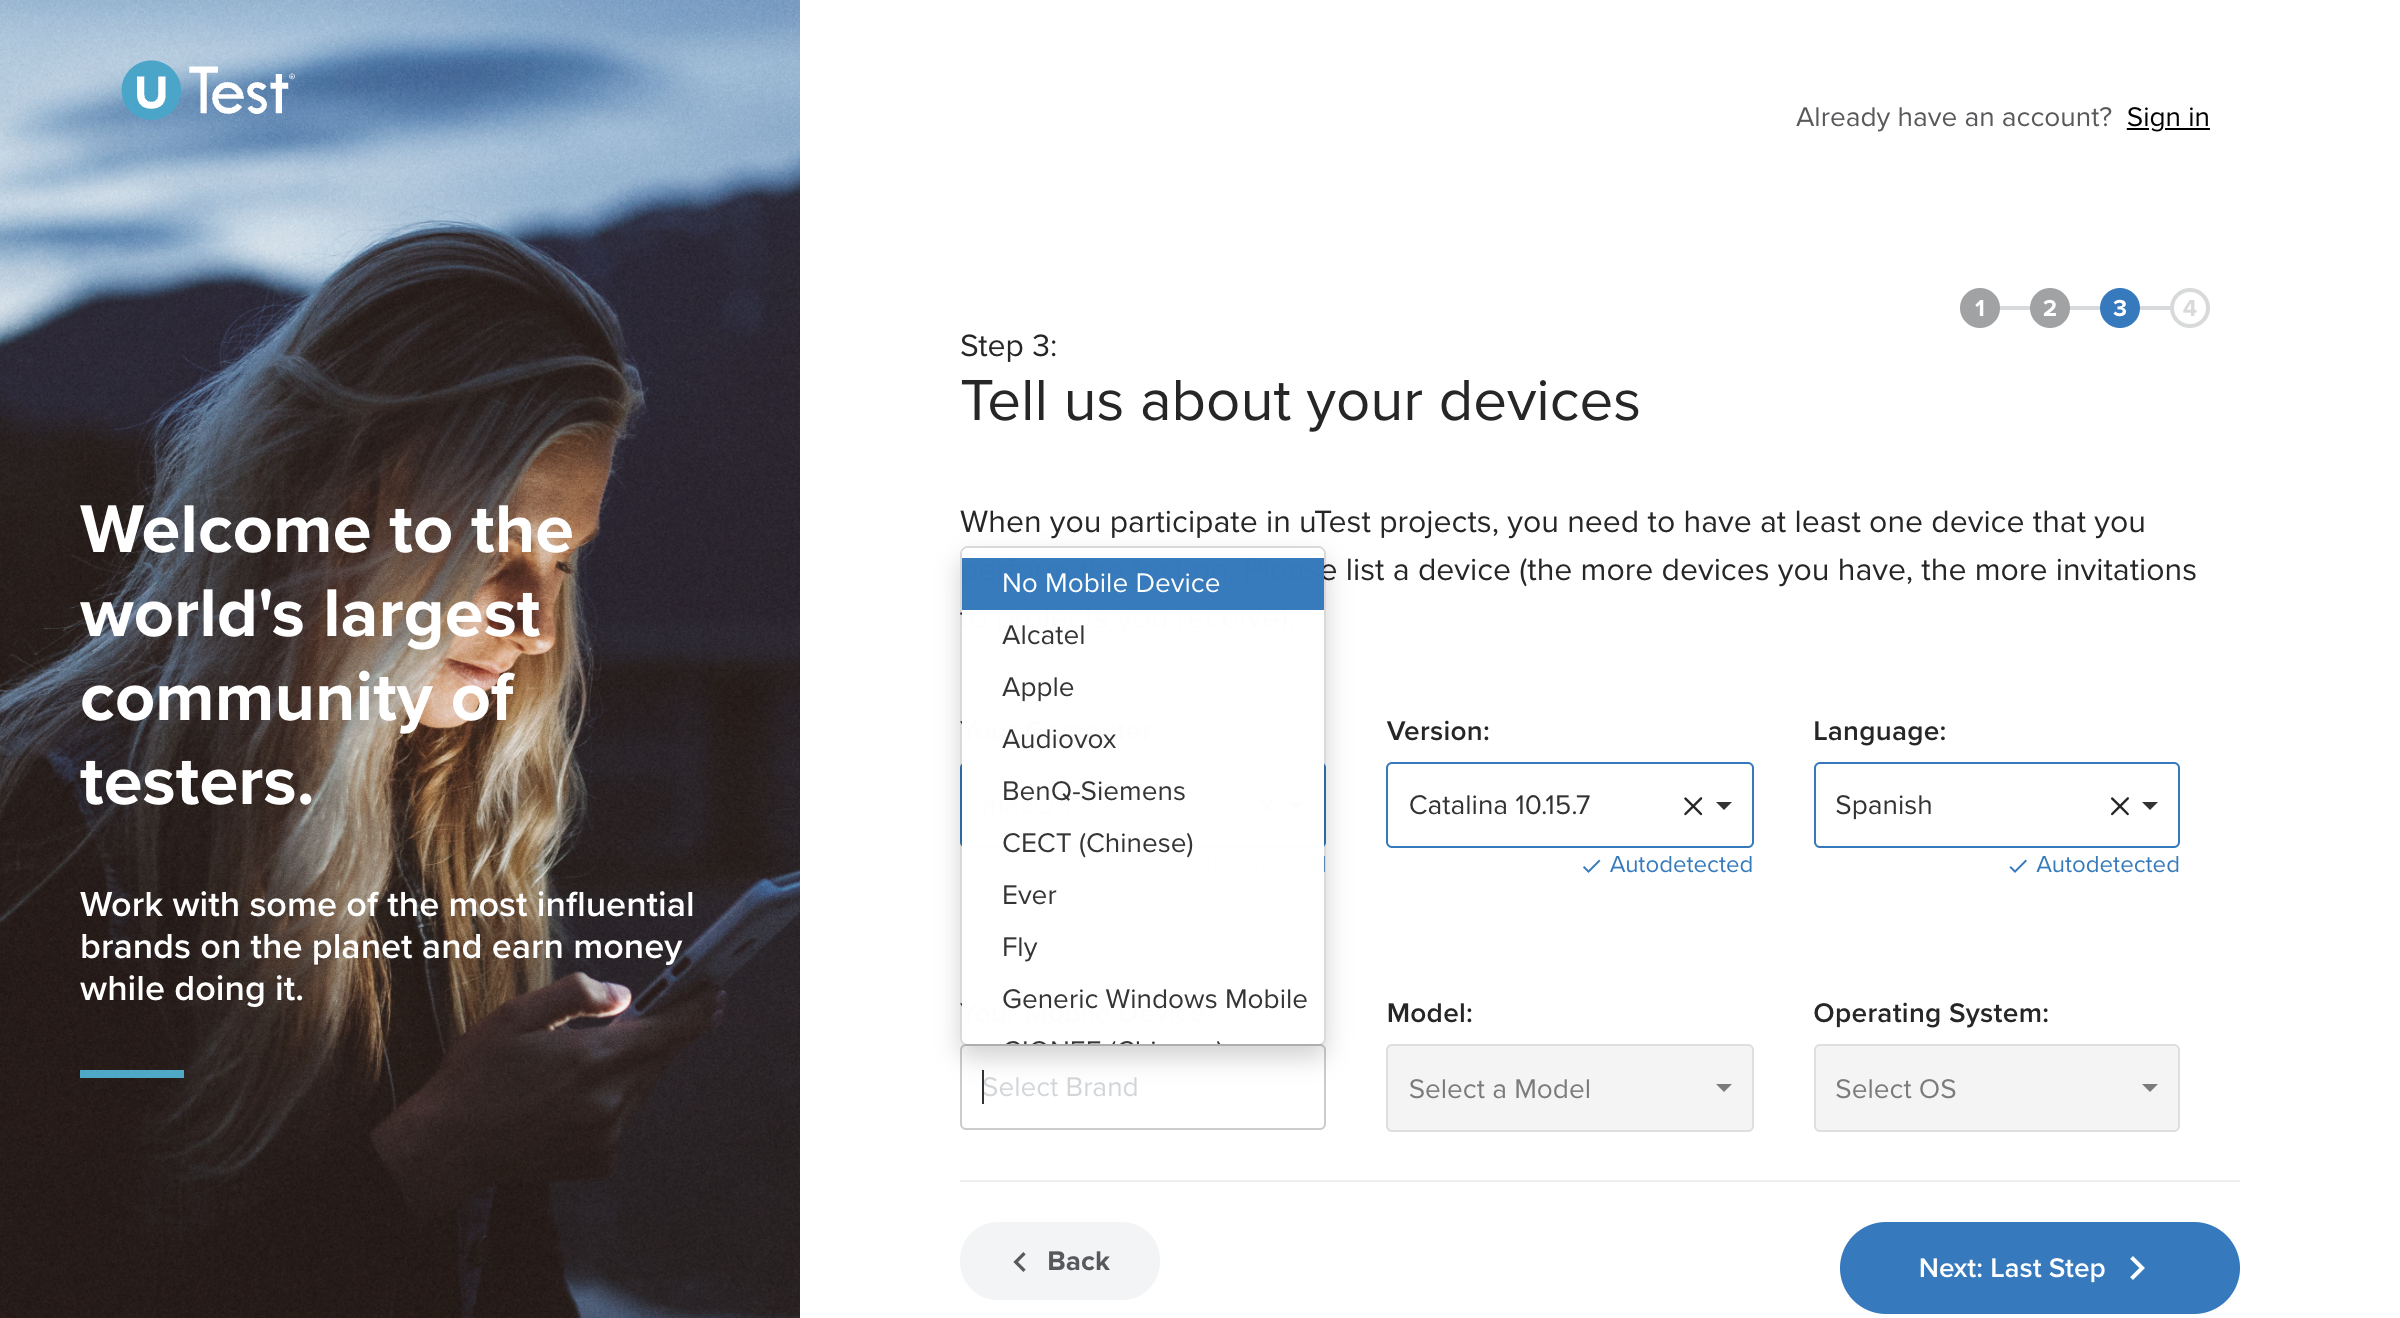 u Test
Already have an account? Sign in
1 2 3 4
Step 3:
Tell us about your devices
When you participate in uTest projects, you need to have at least one device that you
list a device (the more devices you have, the more invitations
No Mobile Device
Alcatel
Apple
Audiovox
BenQ-Siemens
CECT (Chinese)
Ever
Fly
Generic Windows Mobile
Version:
Language:
Catalina 10.15.7
Spanish
Autodetected
Autodetected
Model:
Operating System:
Select Brand
Select a Model
Select OS
Back
Next: Last Step
Welcome to the
world's largest
community of
testers.
Work with some of the most influential
brands on the planet and earn money
while doing it.